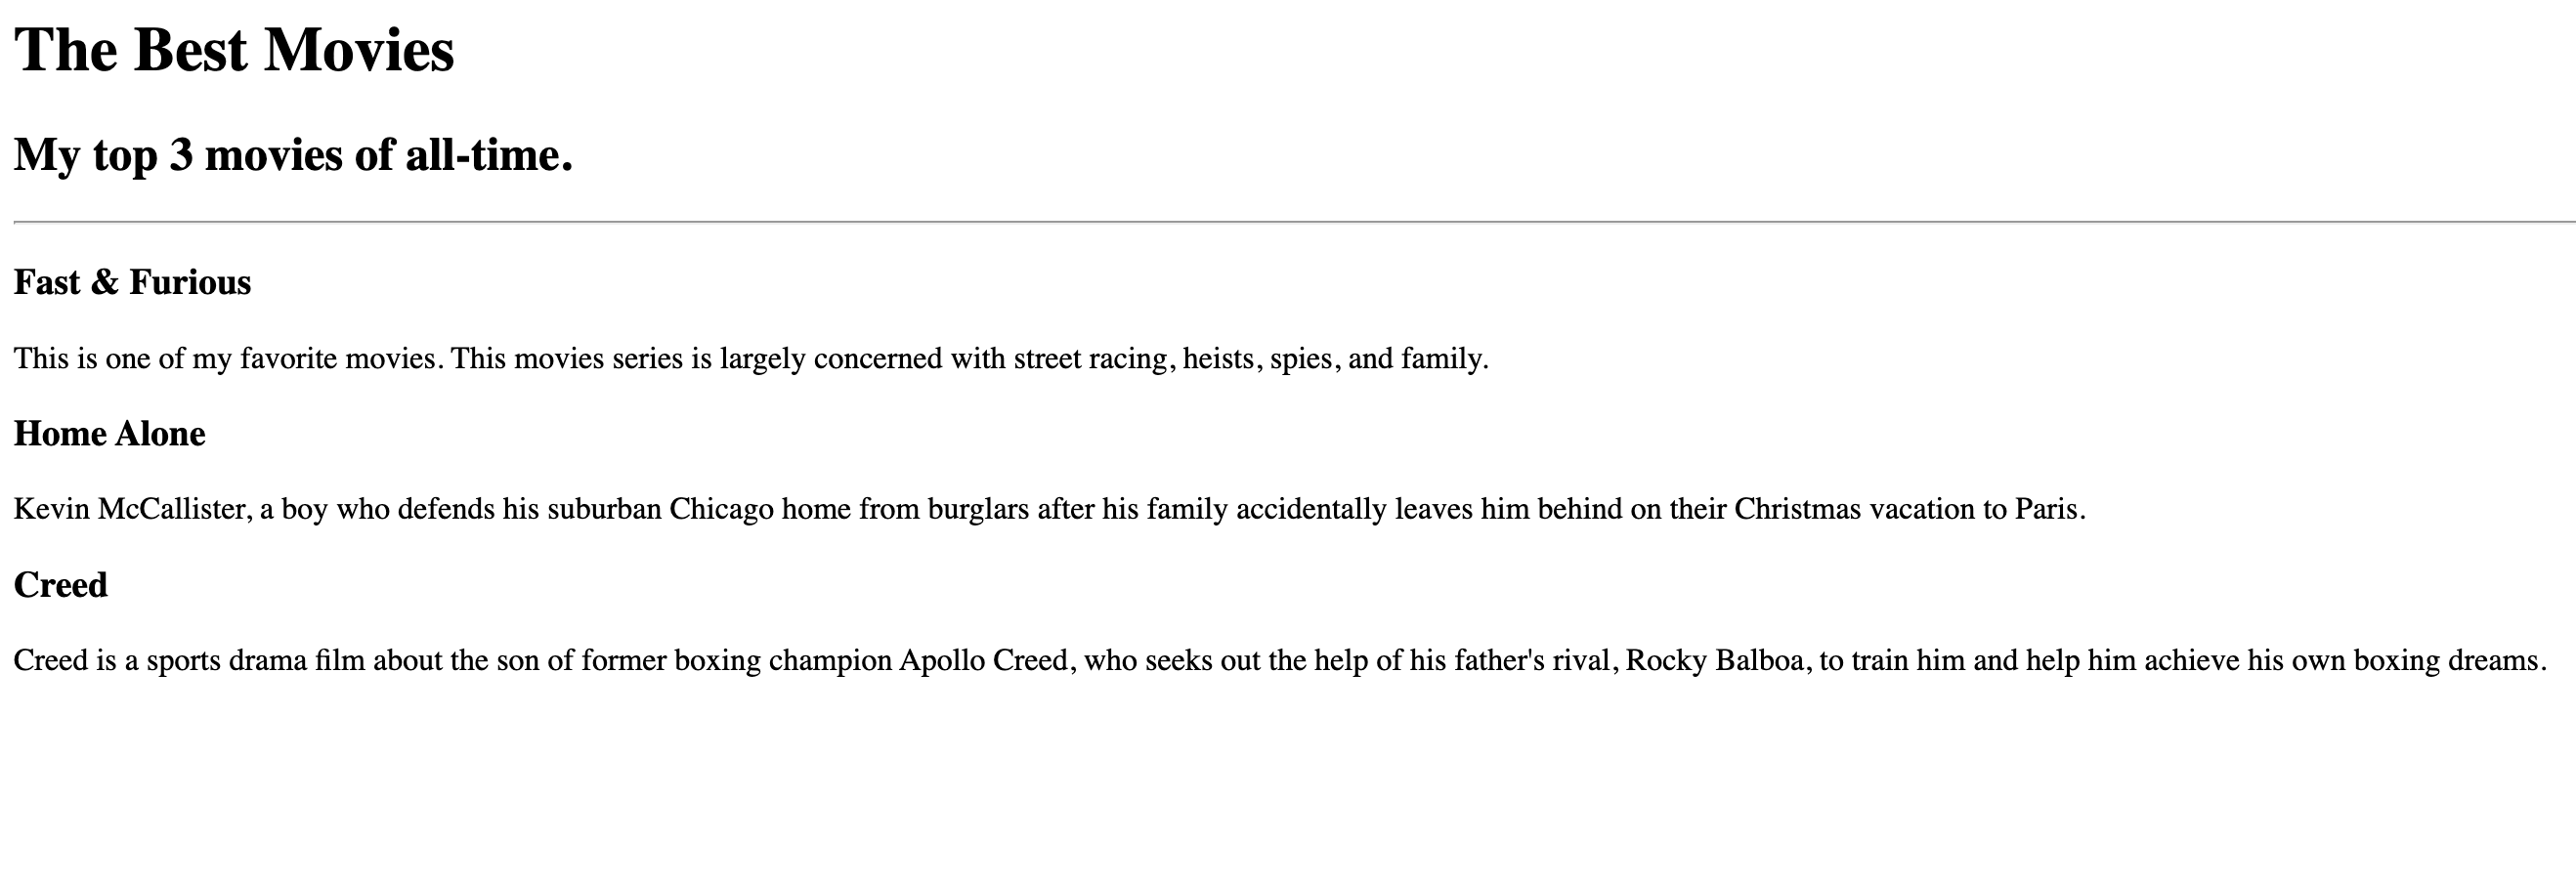 The Best Movies
My top 3 movies of all-time.
Fast & Furious
This is one of my favorite movies. This movies series is largely concerned with street racing, heists, spies, and family.
Home Alone
Kevin McCallister, a boy who defends his suburban Chicago home from burglars after his family accidentally leaves him behind on their Christmas vacation to Paris.
Creed
Creed is a sports drama film about the son of former boxing champion Apollo Creed, who seeks out the help of his father's rival, Rocky Balboa, to train him and help him achieve his own boxing dreams.